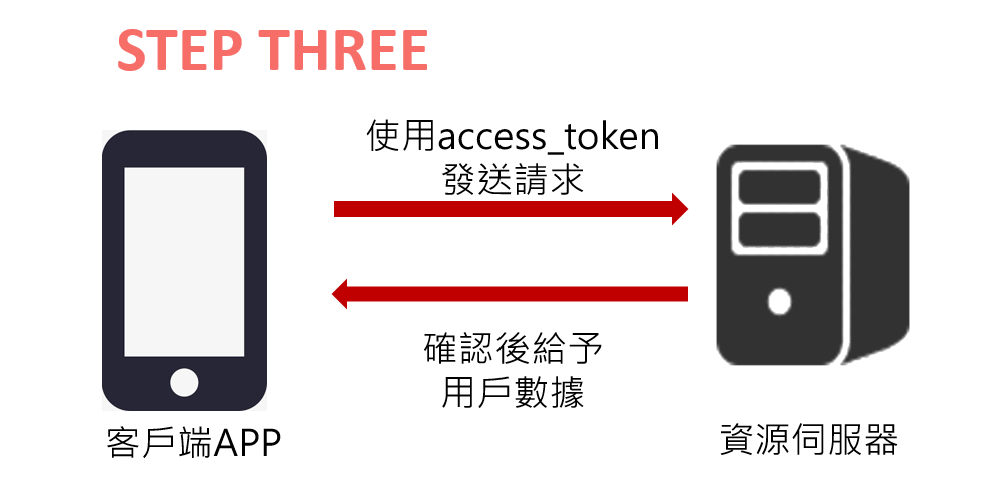 STEP THREE
使用access_token
發送請求
確認後給予
用戶數據
客戶端APP
資源伺服器